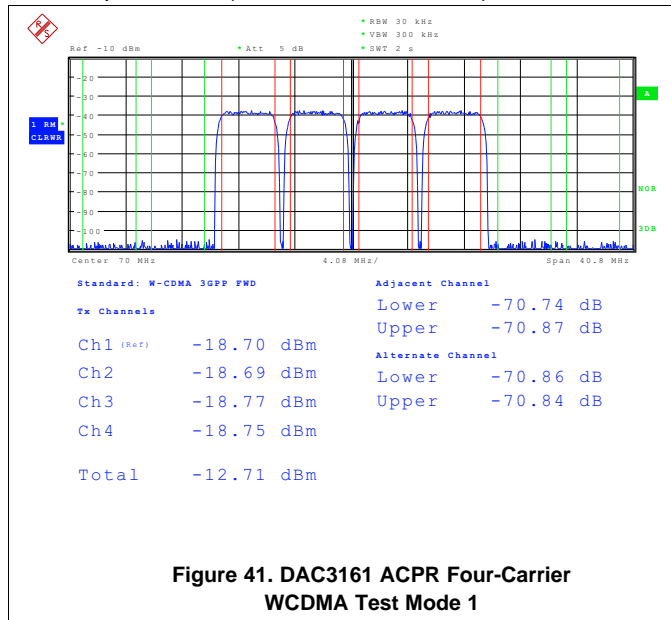 R S
* RBW 30 kHz
* VBW 300 kHz
Ref -10 dBm * Att 5 dB * SWT 2 s
-20
-30
A
-40
1 RM *
CLRWR
-50
-60
-70
-80
NOR
-90
-100
3DB
Center 70 MHz 4.08 MHz/ Span 40.8 MHz
Standard: W-CDMA 3GPP FWD
Tx Channels
Ch1 (Ref) -18.70 dBm
Ch2 -18.69 dBm
Ch3 -18.77 dBm
Ch4 -18.75 dBm
Total -12.71 dBm
Adjacent Channel
Lower -70.74 dB
Upper -70.87 dB
Alternate Channel
Lower -70.86 dB
Upper -70.84 dB
Figure 41. DAC3161 ACPR Four-Carrier
WCDMA Test Mode 1